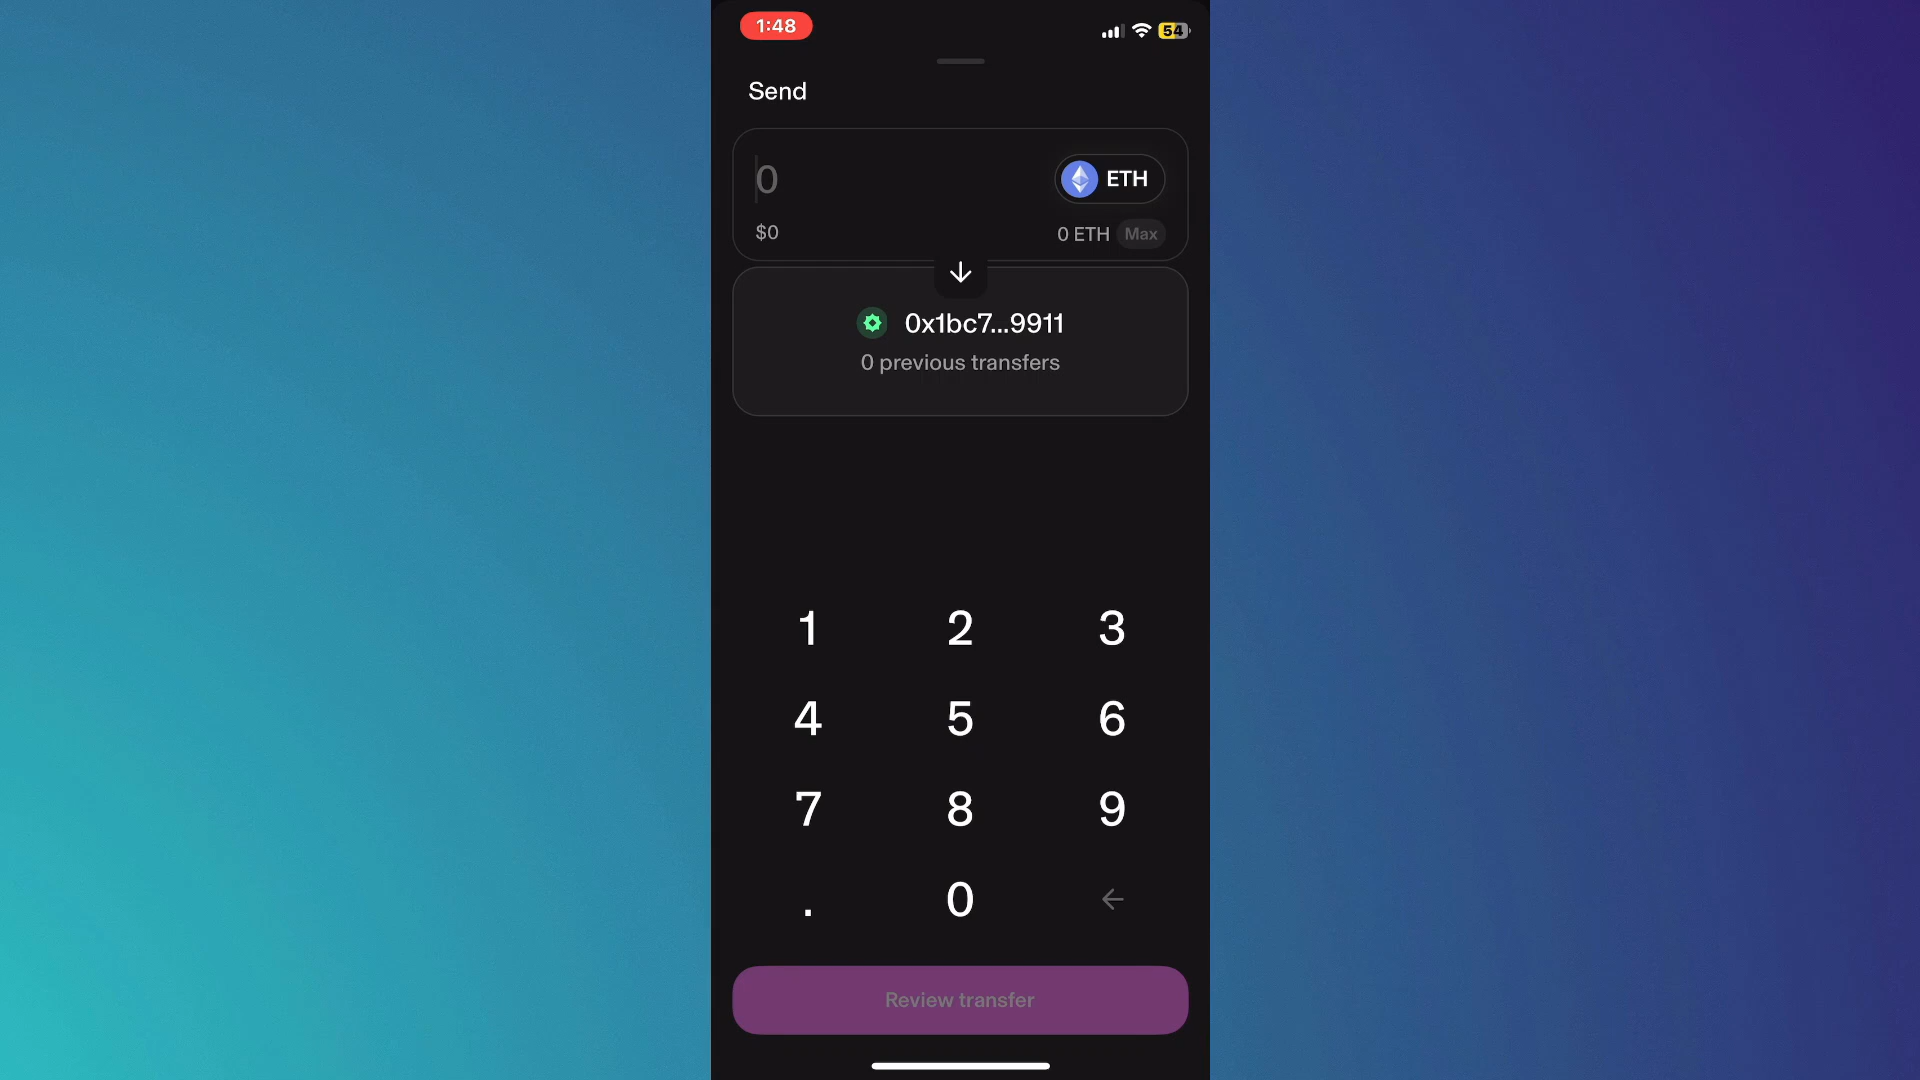 1:48
54
Send
0
ETH
$0
0 ETH Max
0x1bc7...9911
0 previous transfers
1 2 3
4 5 6
7 8 9
. 0
Review transfer